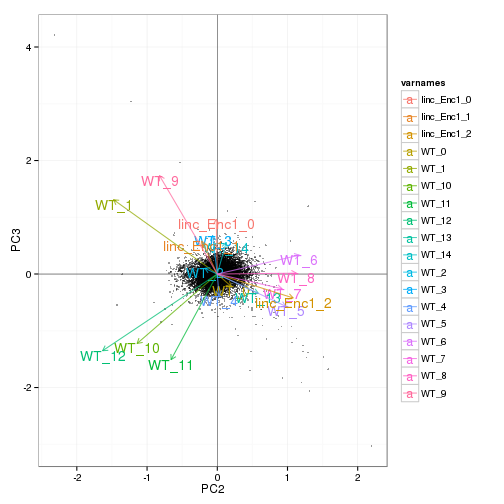 4
WT_9
2
WT_1
linc_Enc1_0
WT_3
WT_6
WT_8
0
PC3
WT_7
linc_Enc1_2
WT_5
WT_10
WT_12
WT_11
-2
-2
-1
0
1
2
PC2
varnames
a linc_Enc1_0
a linc_Enc1_1
a linc_Enc1_2
a WT_0
a WT_1
a WT_10
a WT_11
a WT_12
a WT_13
a WT_14
a WT_2
a WT_3
a WT_4
a WT_5
a WT_6
a WT_7
a WT_8
a WT_9